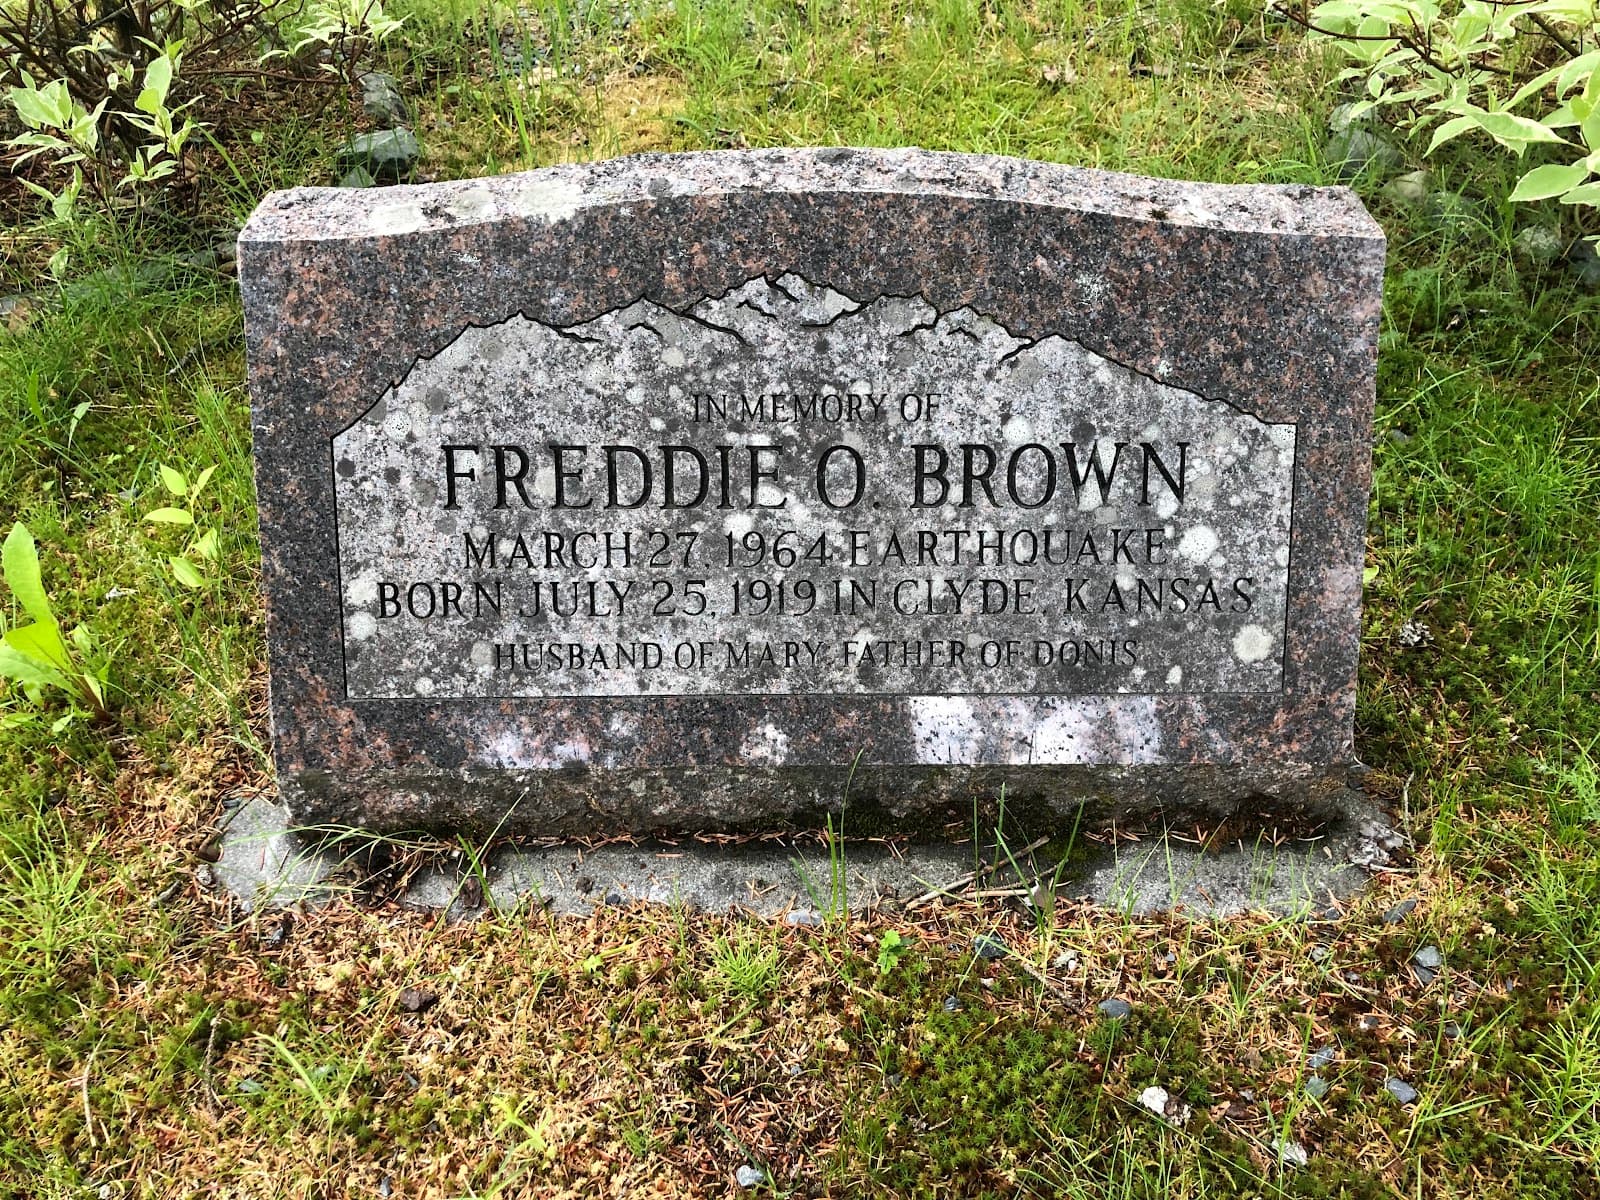 IN MEMORY OF
FREDDIE O. BROWN
MARCH 27, 1964 EARTHQUAKE
BORN JULY 25, 1919 IN CLYDE, KANSAS
HUSBAND OF MARY, FATHER OF DONIS